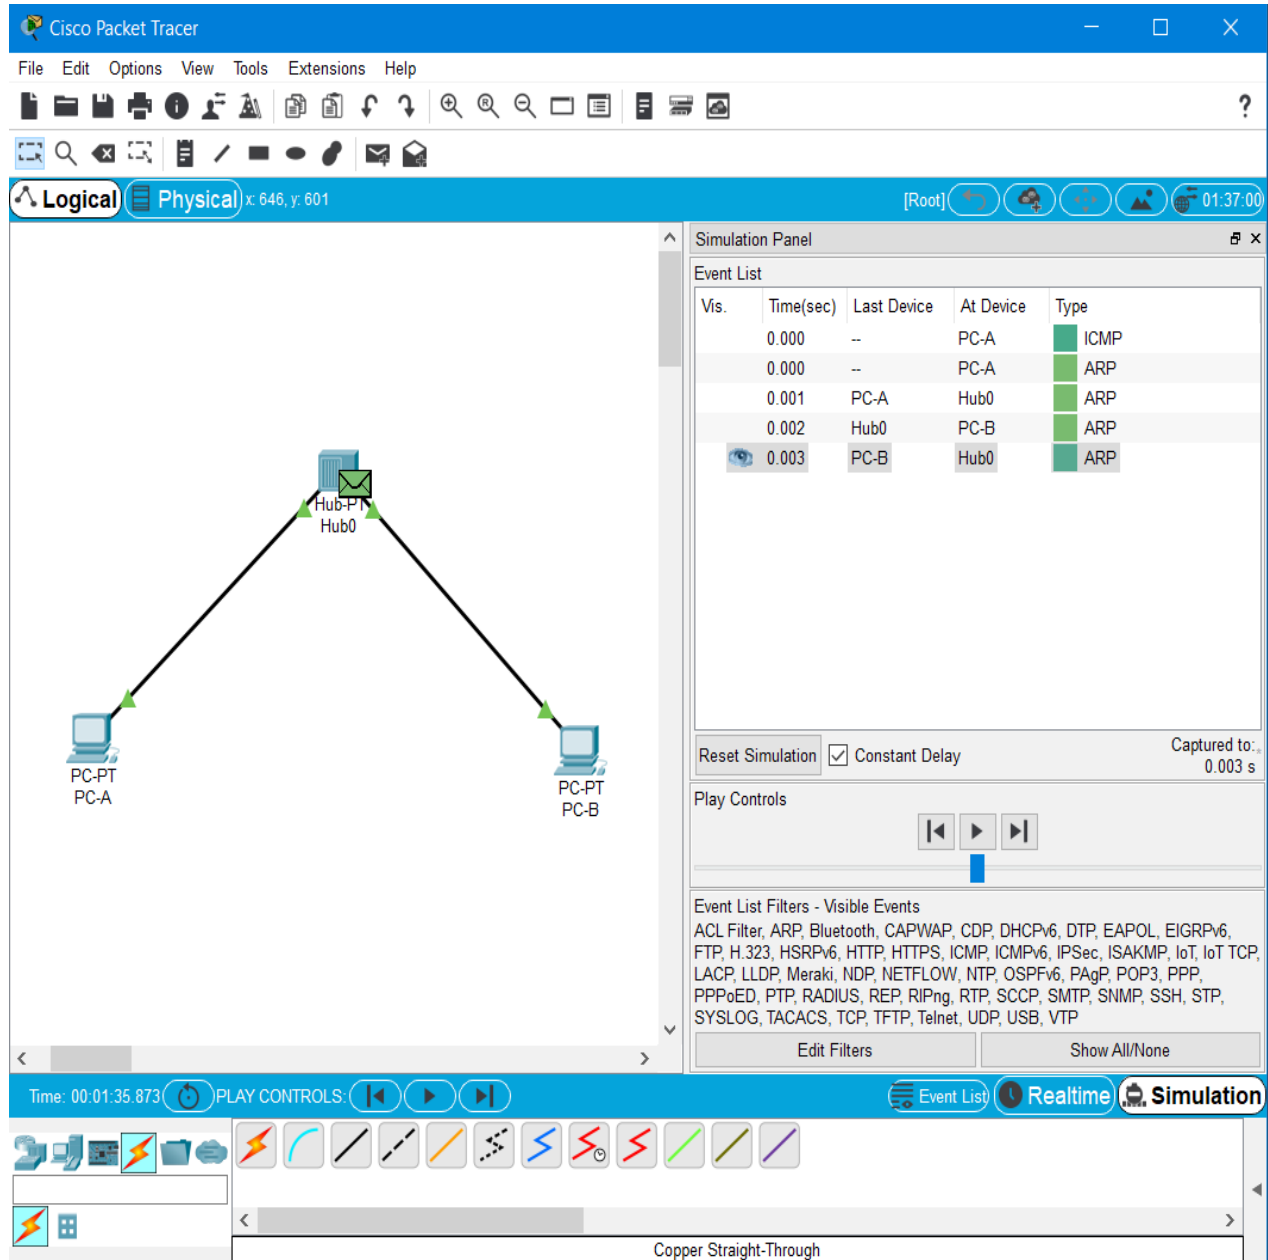 Cisco Packet Tracer
File Edit Options View Tools Extensions Help
?
Logical Physical x: 646, y: 601 [Root] 01:37:00
Simulation Panel
Event List
Vis. Time(sec) Last Device At Device Type
0.000 -- PC-A ICMP
0.000 -- PC-A ARP
0.001 PC-A Hub0 ARP
0.002 Hub0 PC-B ARP
0.003 PC-B Hub0 ARP
Hub-PT
Hub0
PC-PT
PC-A
PC-PT
PC-B
Reset Simulation Constant Delay Captured to:
0.003 s
Play Controls
Event List Filters - Visible Events
ACL Filter, ARP, Bluetooth, CAPWAP, CDP, DHCPv6, DTP, EAPOL, EIGRPv6,
FTP, H.323, HSRPv6, HTTP, HTTPS, ICMP, ICMPv6, IPSec, ISAKMP, IoT, IoT TCP,
LACP, LLDP, Meraki, NDP, NETFLOW, NTP, OSPFv6, PAgP, POP3, PPP,
PPPoED, PTP, RADIUS, REP, RIPng, RTP, SCCP, SMTP, SNMP, SSH, STP,
SYSLOG, TACACS, TCP, TFTP, Telnet, UDP, USB, VTP
Edit Filters Show All/None
Time: 00:01:35.873 PLAY CONTROLS: Event List Realtime Simulation
Copper Straight-Through